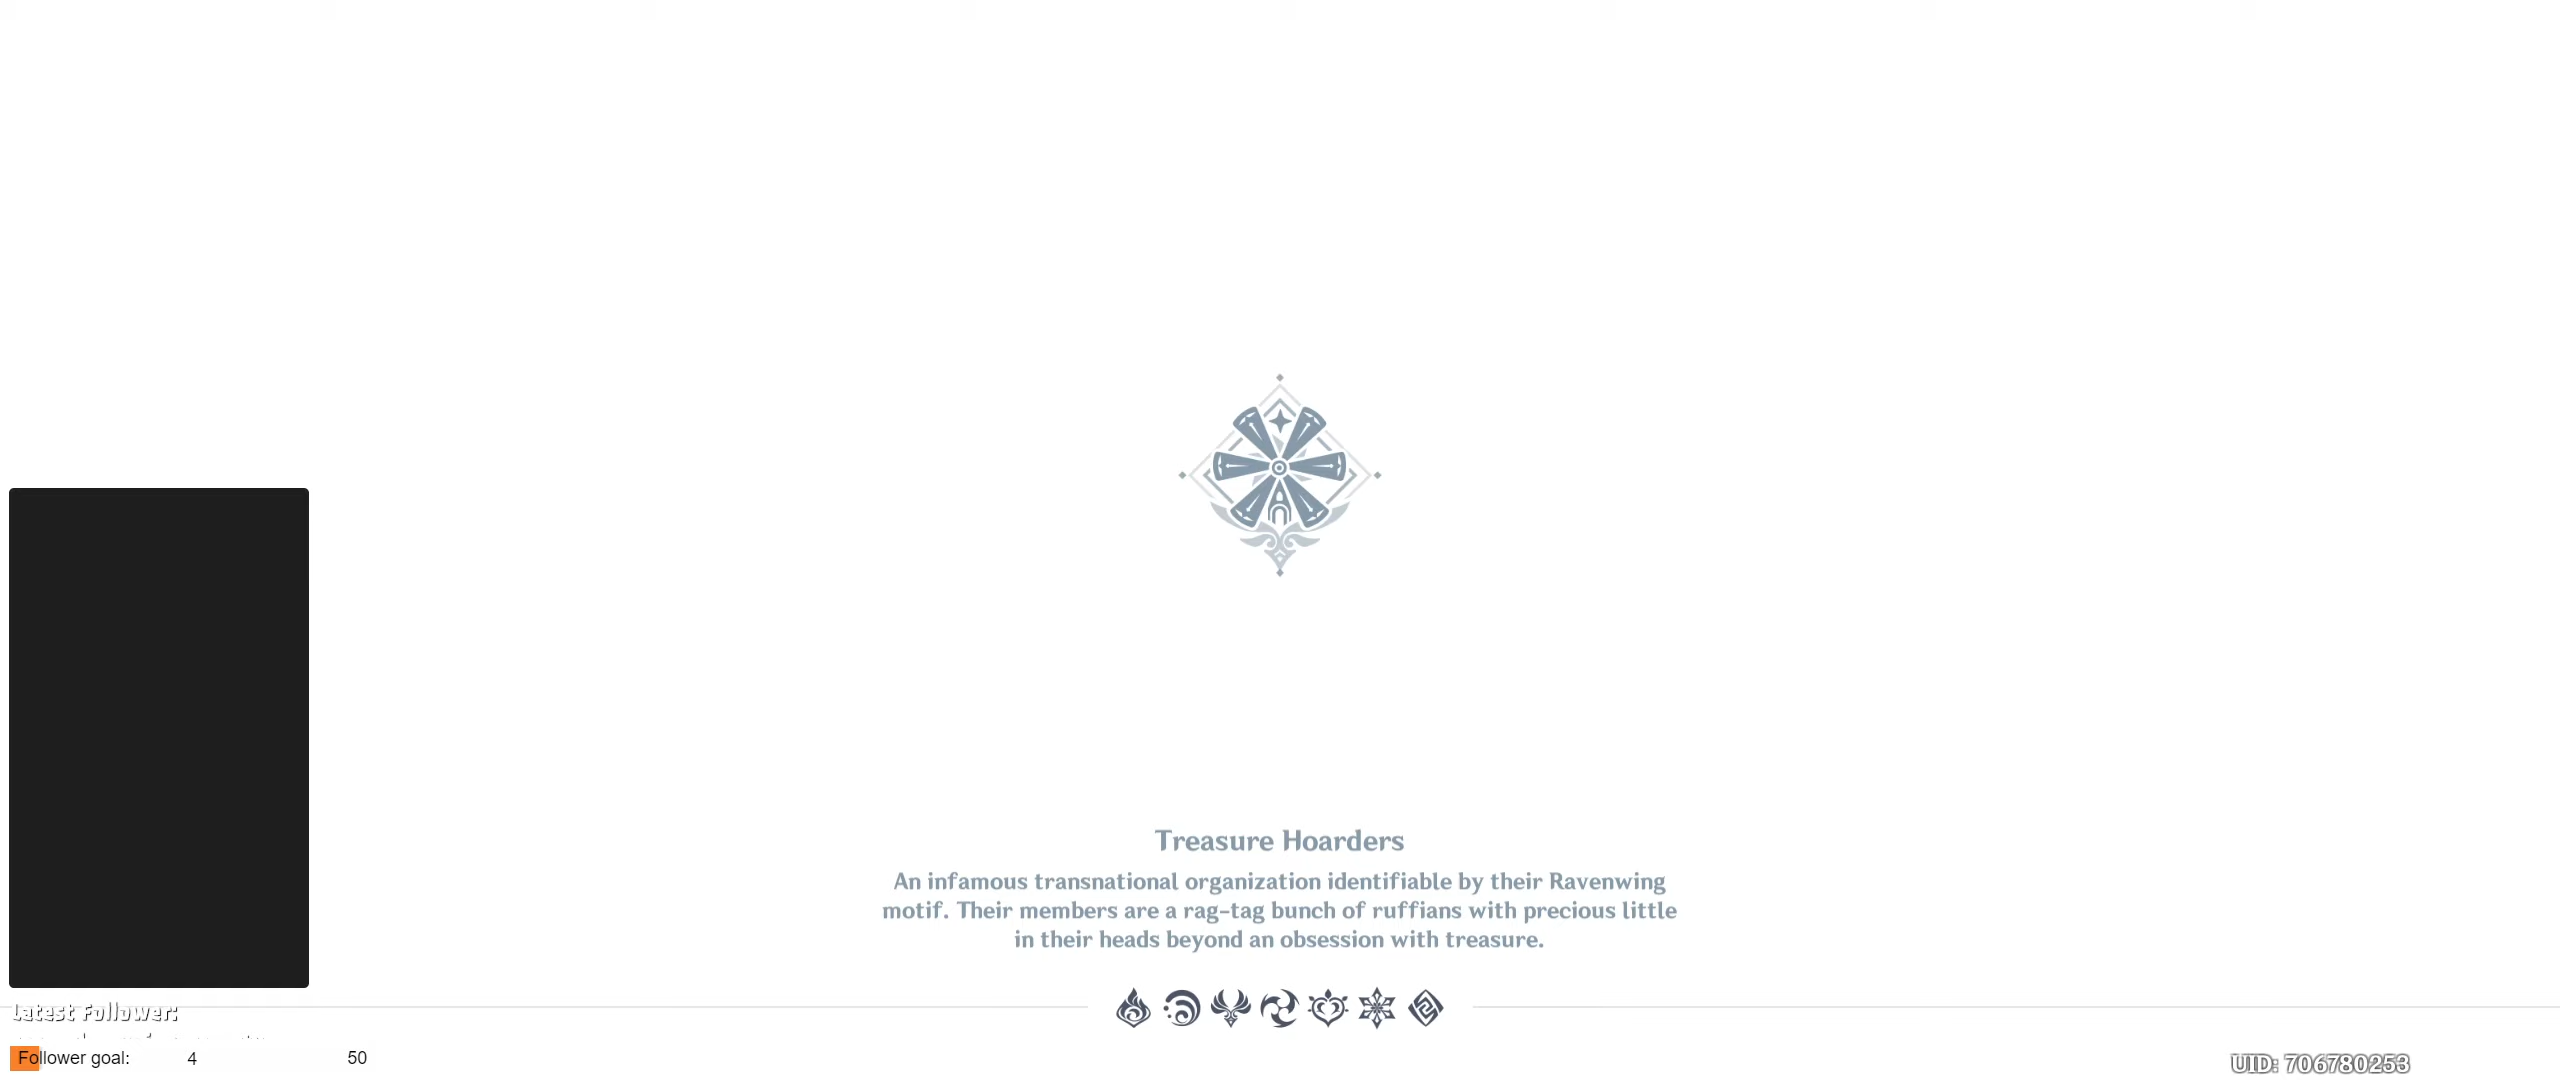 Treasure Hoarders
An infamous transnational organization identifiable by their Ravenwing
motif. Their members are a rag-tag bunch of ruffians with precious little
in their heads beyond an obsession with treasure.
Latest Follower:
Follower goal: 4 50
UID: 706780253